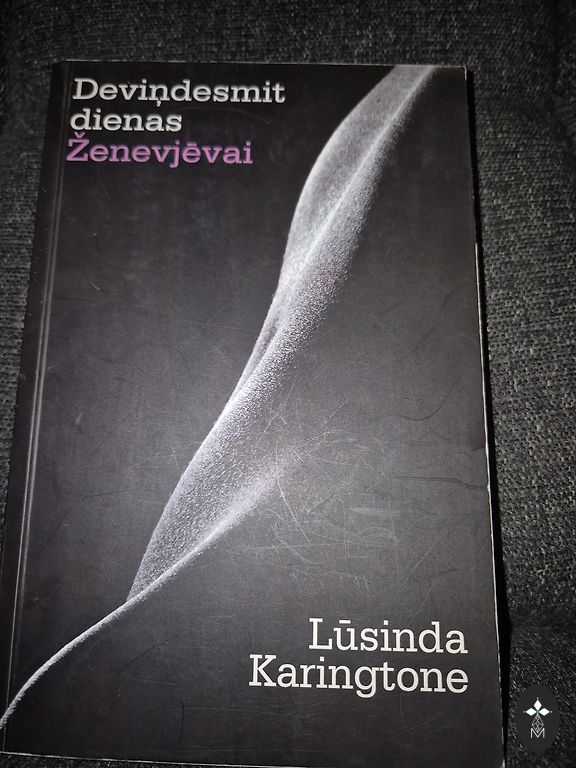 Deviņdesmit
dienas
Ženevjēvai
Lūsinda
Karingtone